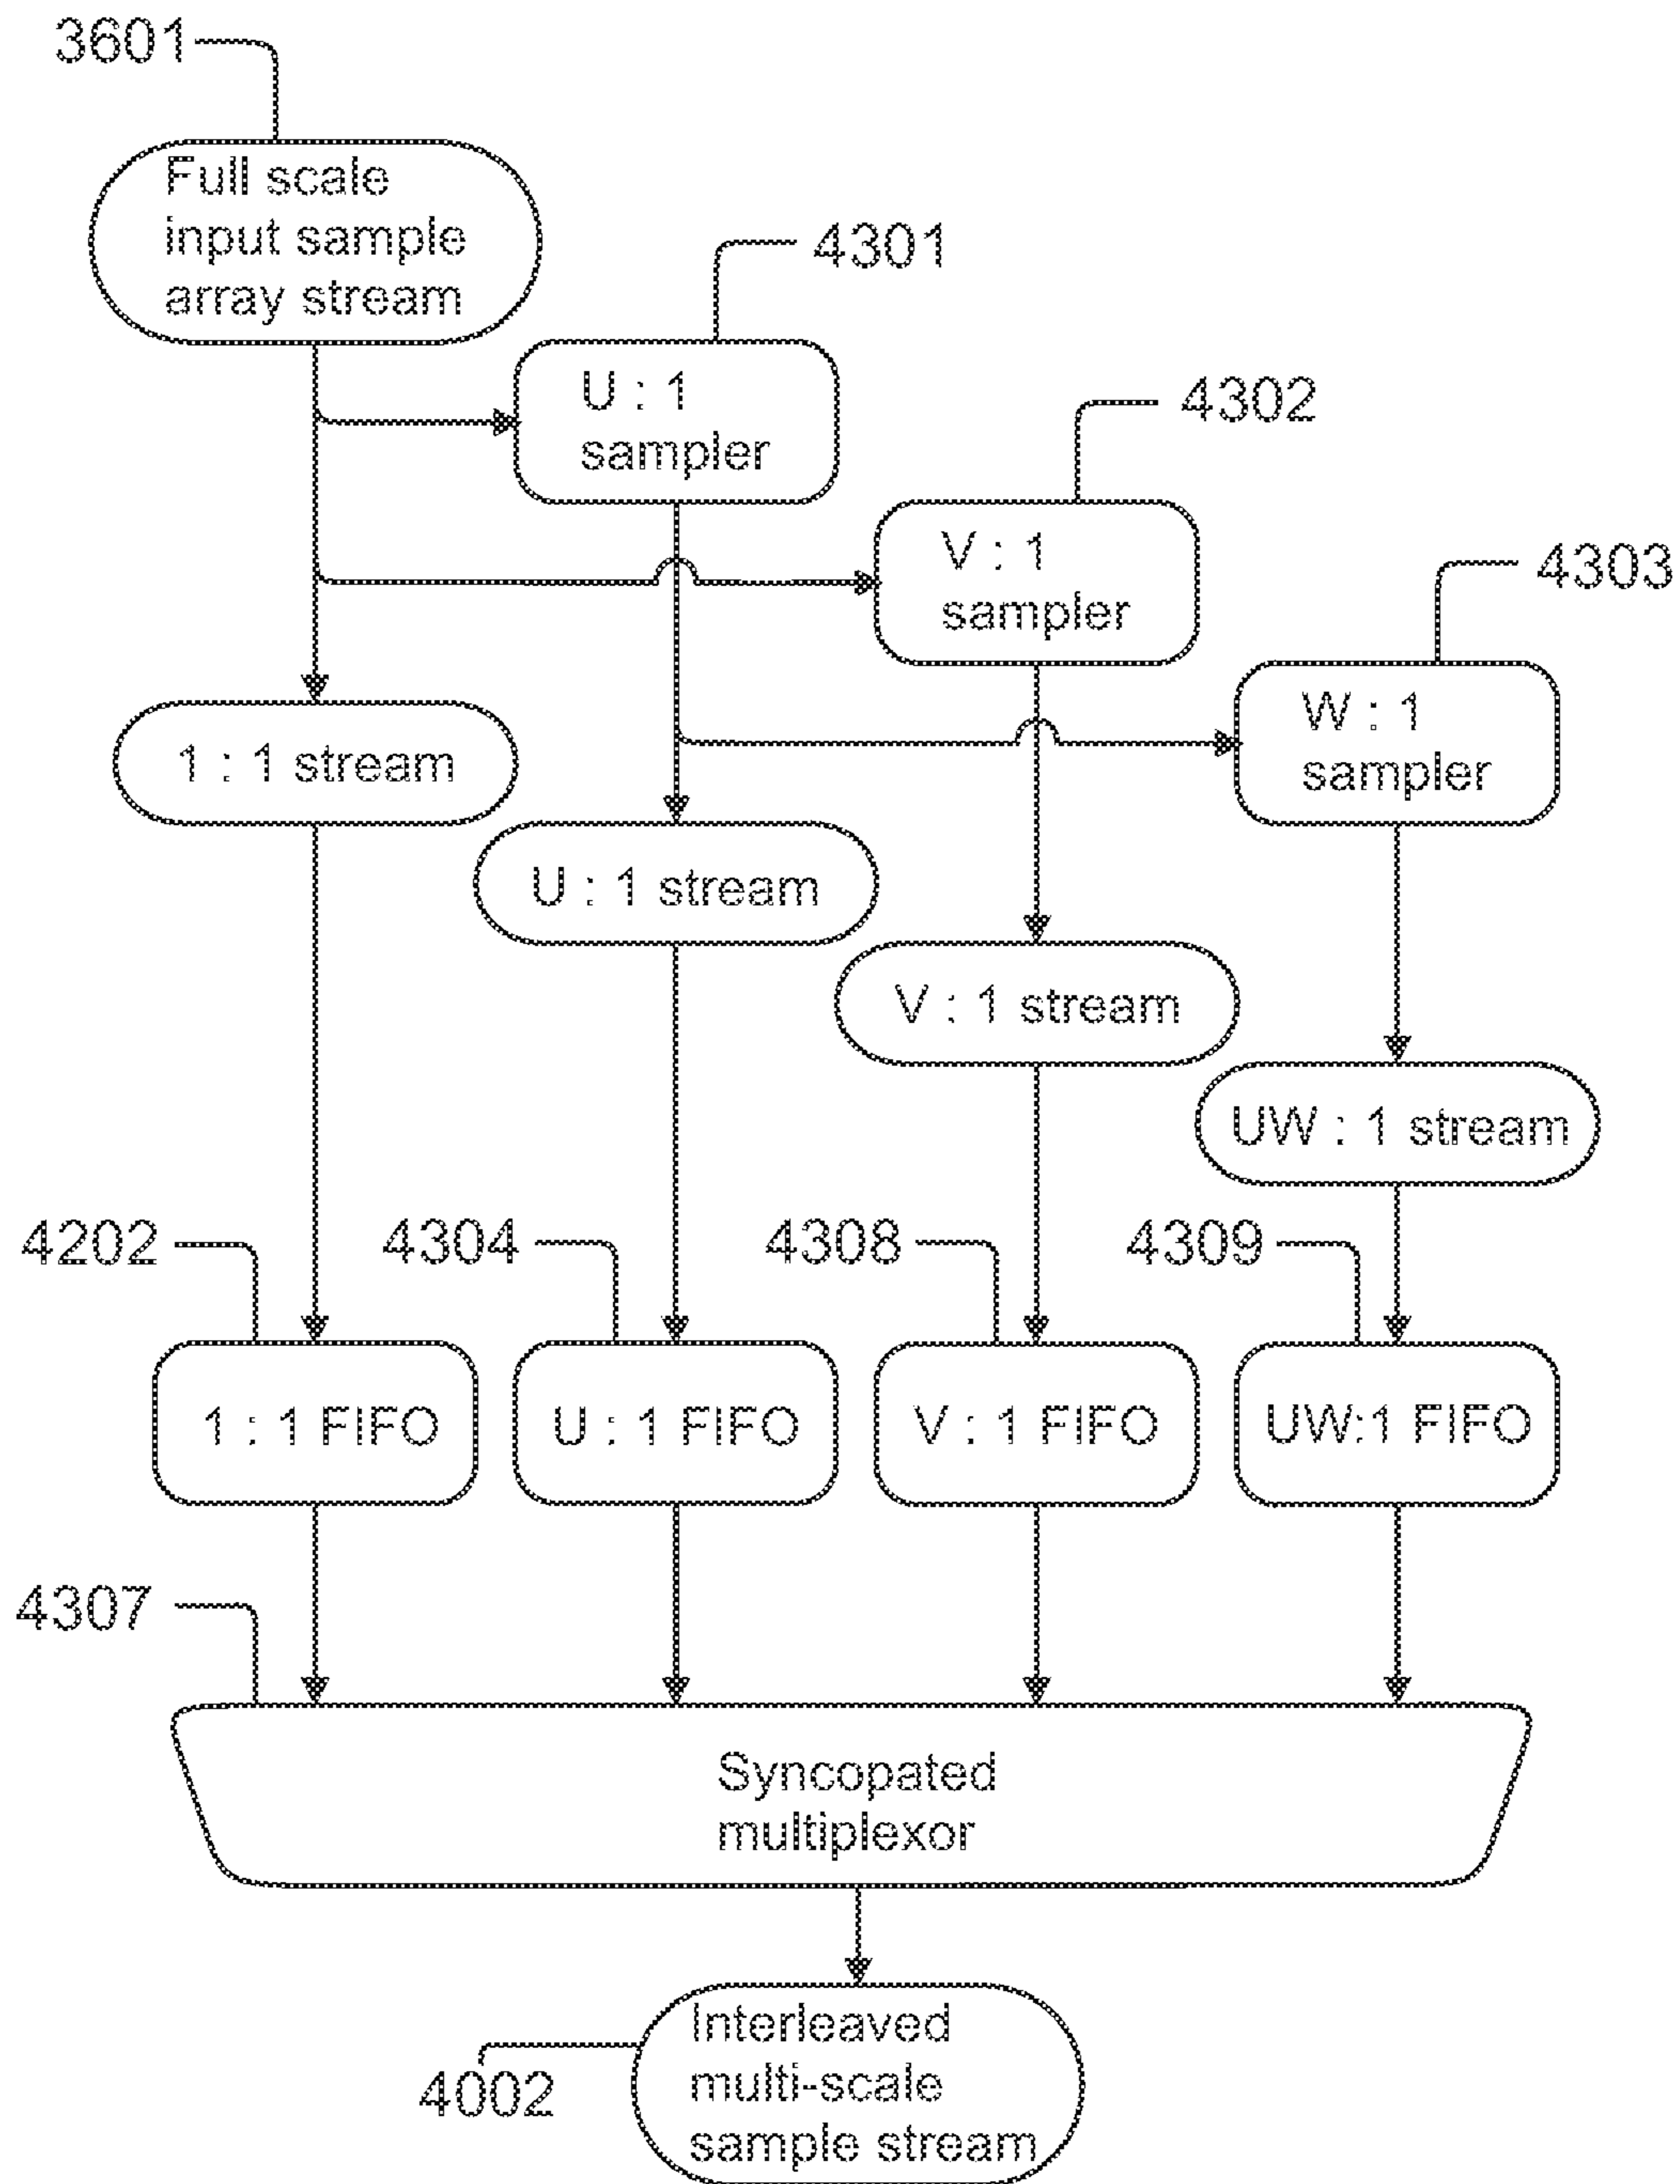 3601
Full scale
input sample
array stream
4301
U : 1
sampler
4302
V : 1
sampler
4303
W : 1
sampler
1 : 1 stream
U : 1 stream
V : 1 stream
UW : 1 stream
4202
4304
4308
4309
1 : 1 FIFO
U : 1 FIFO
V : 1 FIFO
UW:1 FIFO
4307
Syncopated
multiplexor
4002
Interleaved
multi-scale
sample stream